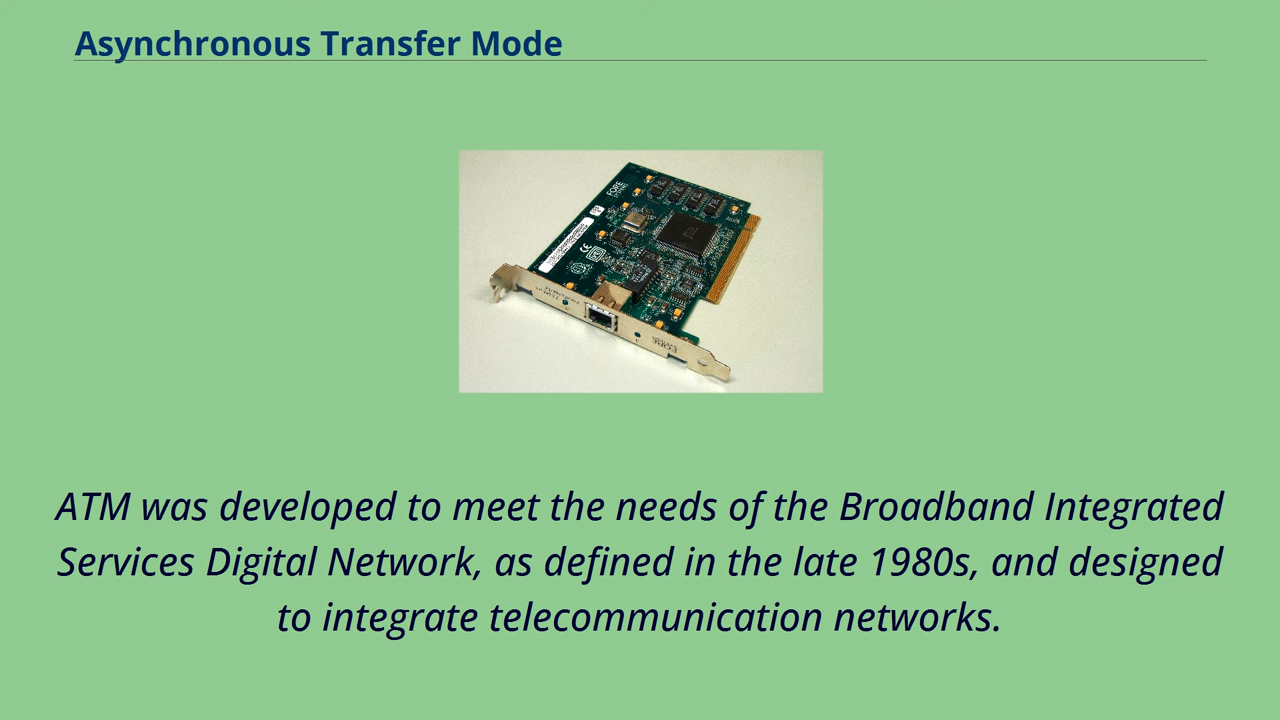 Asynchronous Transfer Mode
FORE
ATM was developed to meet the needs of the Broadband Integrated
Services Digital Network, as defined in the late 1980s, and designed
to integrate telecommunication networks.